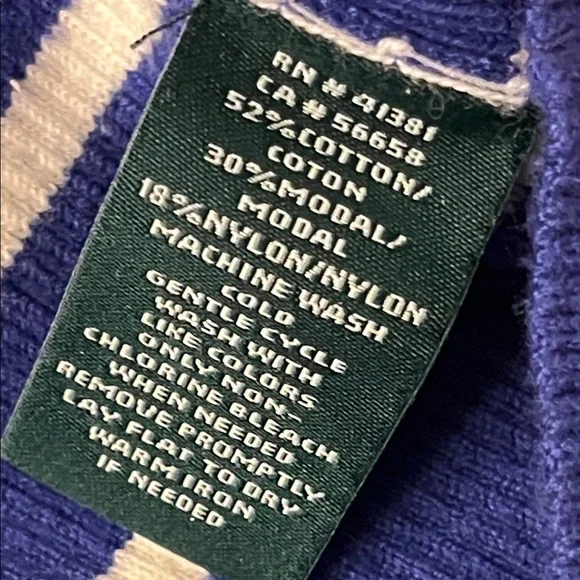 RN # 41381
CA # 56658
52%COTTON/
COTON
30%MODAL/
MODAL
18%NYLON/NYLON
MACHINE WASH
COLD
GENTLE CYCLE
WASH WITH
LIKE COLORS
ONLY NON-
CHLORINE BLEACH
WHEN NEEDED
REMOVE PROMPTLY
LAY FLAT TO DRY
WARM IRON
IF NEEDED